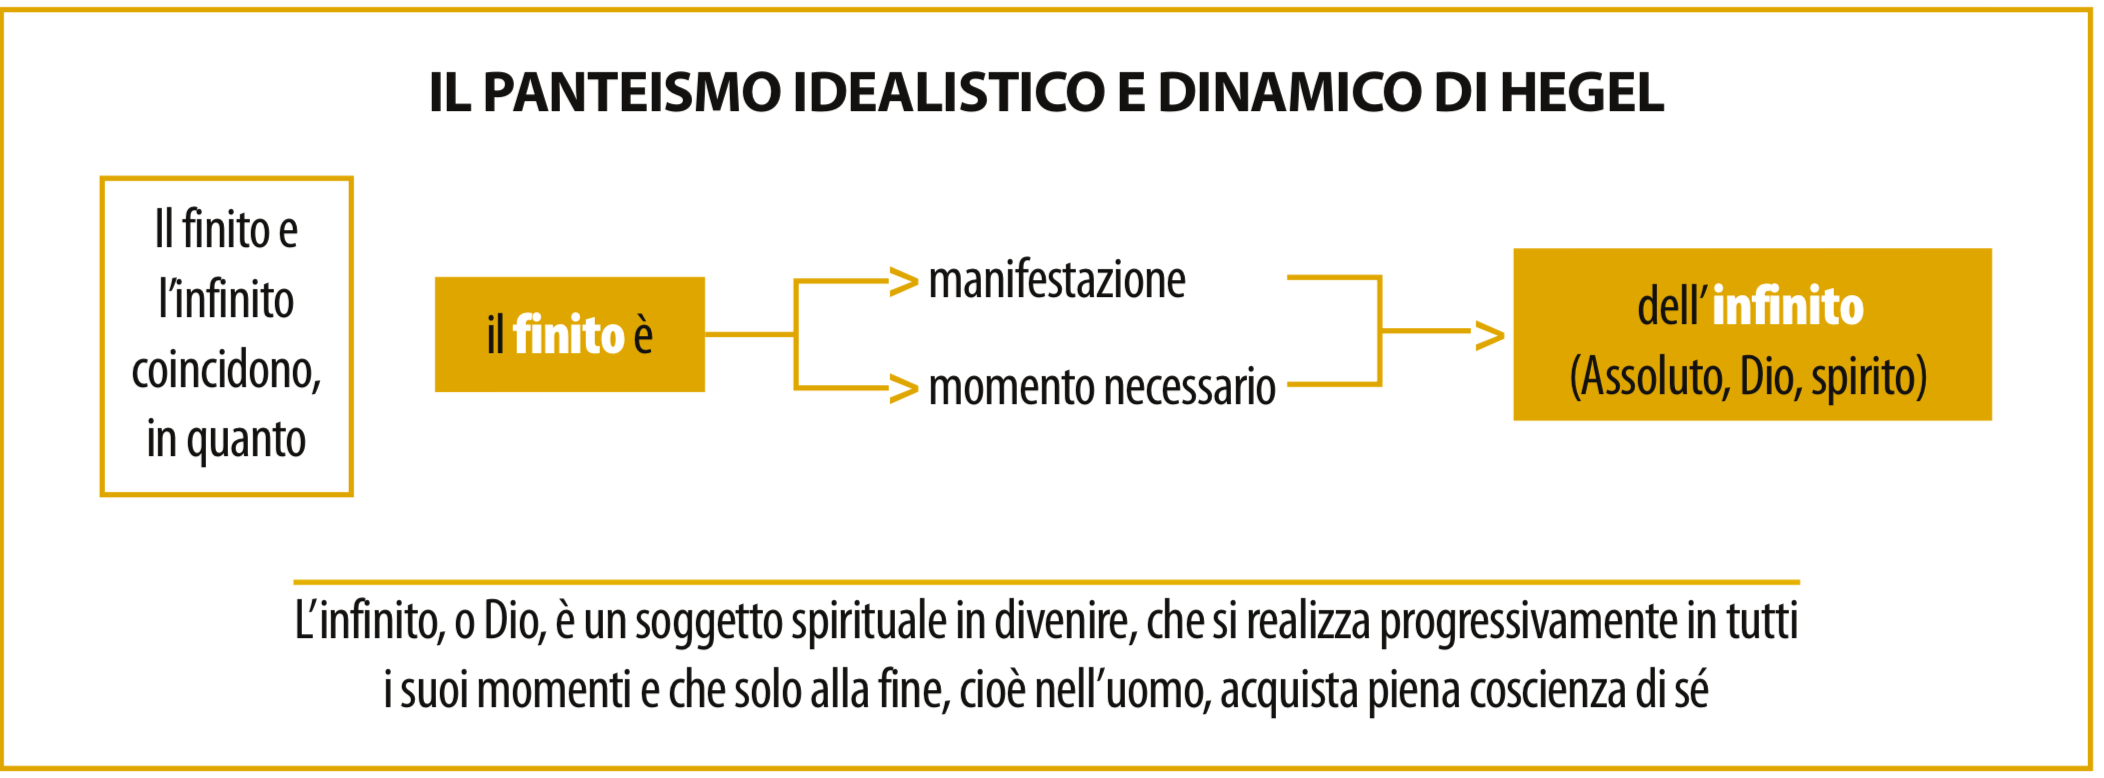 IL PANTEISMO IDEALISTICO E DINAMICO DI HEGEL
Il finito e
l'infinito
coincidono,
in quanto
il finito è
manifestazione
momento necessario
dell'infinito
(Assoluto, Dio, spirito)
L'infinito, o Dio, è un soggetto spirituale in divenire, che si realizza progressivamente in tutti
i suoi momenti e che solo alla fine, cioè nell'uomo, acquista piena coscienza di sé